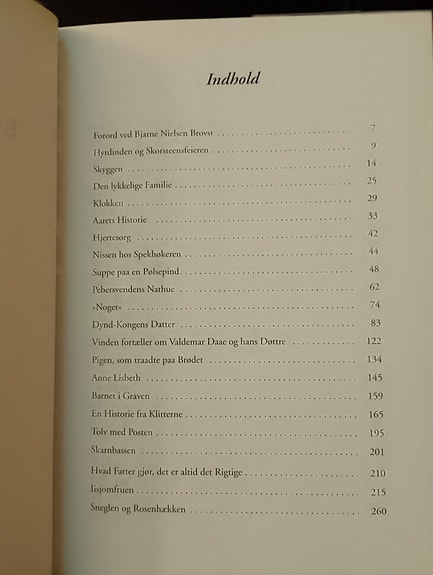 Indhold
Forord ved Bjarne Nielsen Brovst 7
Hyrdinden og Skorsteensfeieren 9
Skyggen 14
Den lykkelige Familie 25
Klokken 29
Aarets Historie 33
Hjertesorg 42
Nissen hos Spekhøkeren 44
Suppe paa en Pølsepind 48
Pebersvendens Nathue 62
»Noget« 74
Dynd-Kongens Datter 83
Vinden fortæller om Valdemar Daae og hans Døttre 122
Pigen, som traadte paa Brødet 134
Anne Lisbeth 145
Barnet i Graven 159
En Historie fra Klitterne 165
Tolv med Posten 195
Skarnbassen 201
Hvad Fatter gjør, det er altid det Rigtige 210
Iisjomfruen 215
Sneglen og Rosenhækken 260